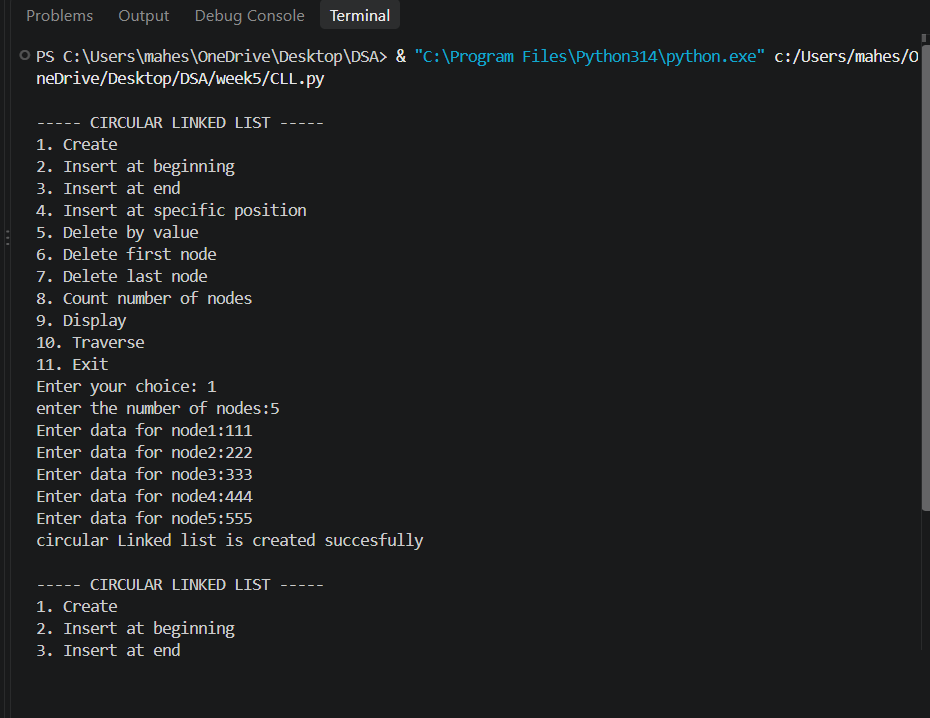 Problems Output Debug Console Terminal
PS C:\Users\mahes\OneDrive\Desktop\DSA> & "C:\Program Files\Python314\python.exe" c:/Users/mahes/O
neDrive/Desktop/DSA/week5/CLL.py
----- CIRCULAR LINKED LIST -----
1. Create
2. Insert at beginning
3. Insert at end
4. Insert at specific position
5. Delete by value
6. Delete first node
7. Delete last node
8. Count number of nodes
9. Display
10. Traverse
11. Exit
Enter your choice: 1
enter the number of nodes:5
Enter data for node1:111
Enter data for node2:222
Enter data for node3:333
Enter data for node4:444
Enter data for node5:555
circular Linked list is created succesfully
----- CIRCULAR LINKED LIST -----
1. Create
2. Insert at beginning
3. Insert at end